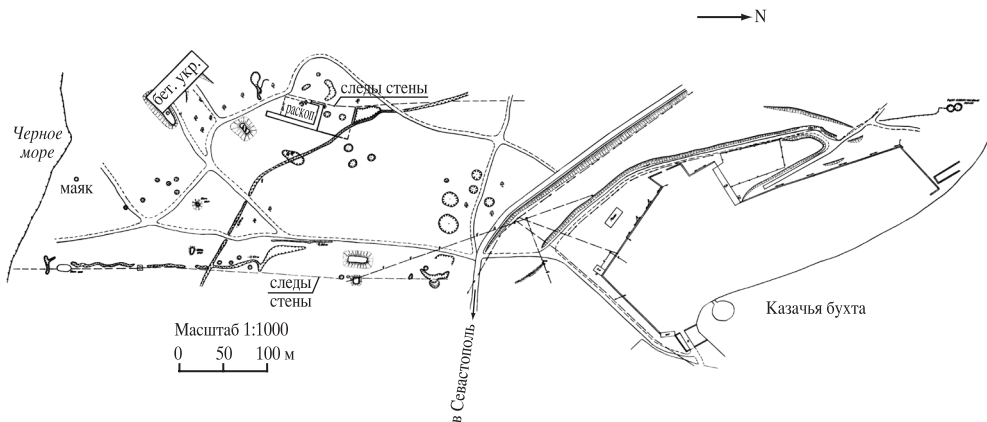 N
бет. укр.
следы стены
раскоп
Черное
море
маяк
следы
стены
Масштаб 1:1000
0 50 100 м
в Севастополь
Казачья бухта